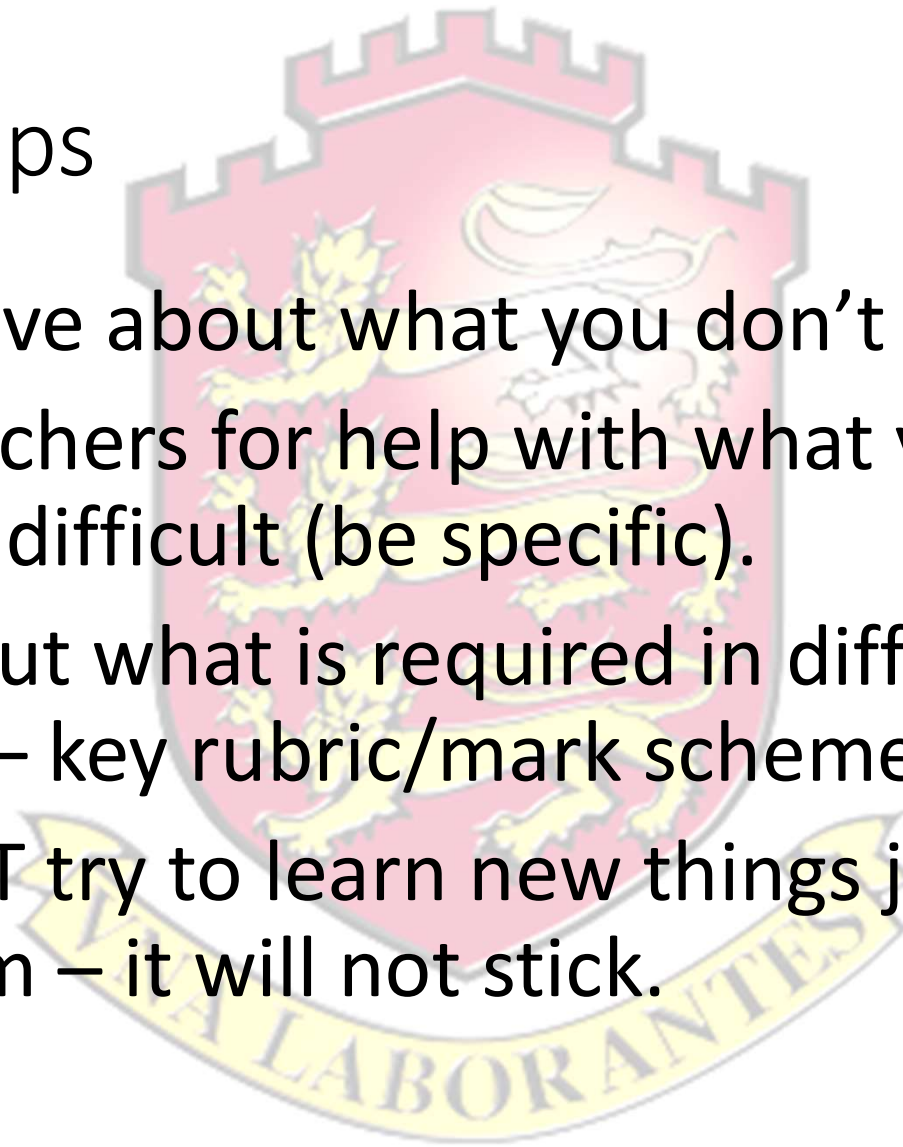 ps
ve about what you don’t
chers for help with what
difficult (be specific).
ut what is required in diff
– key rubric/mark scheme
T try to learn new things j
m – it will not stick.
VNA LABORANTES